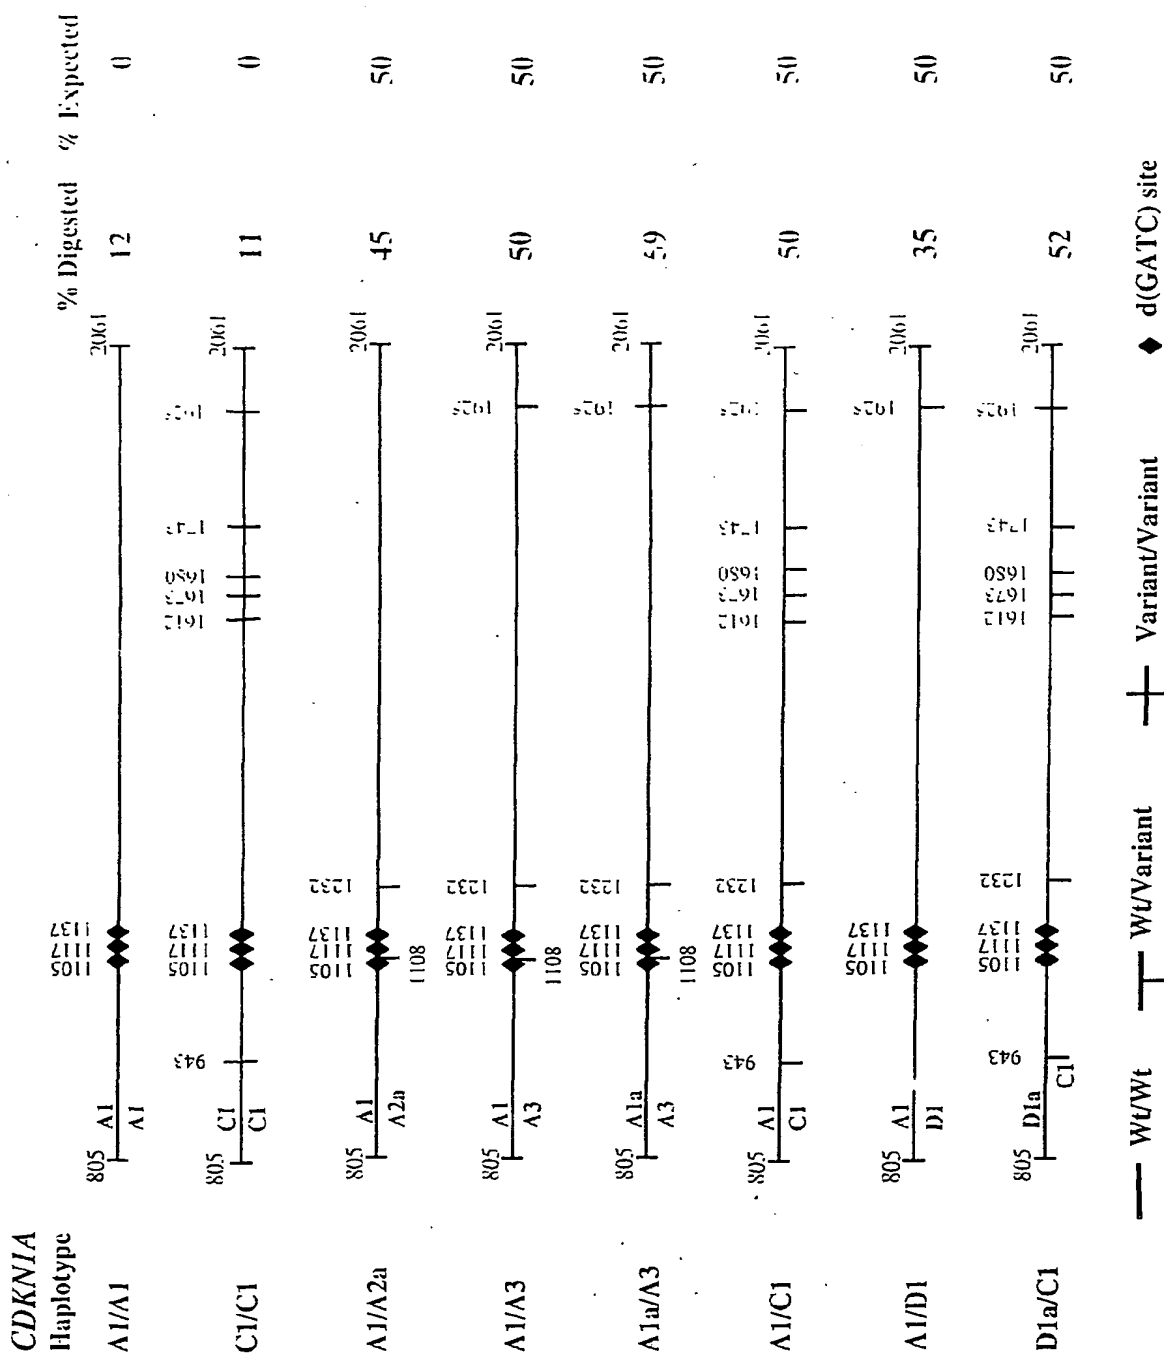 CDKN1A
Haplotype % Digested % Expected
A1/A1 805 A1 A1 1105 1117 1137 2061 12 0
C1/C1 805 C1 C1 943 1105 1117 1137 1612 1673 1680 1743 1925 2061 11 0
A1/A2a 805 A1 A2a 1105 1117 1137 1108 1232 2061 45 50
A1/A3 805 A1 A3 1105 1117 1137 1108 1232 1925 2061 50 50
A1a/A3 805 A1a A3 1105 1117 1137 1108 1232 1925 2061 59 50
A1/C1 805 A1 C1 943 1105 1117 1137 1232 1612 1673 1680 1743 1925 2061 50 50
A1/D1 805 A1 D1 1105 1117 1137 1925 2061 35 50
D1a/C1 805 D1a C1 943 1105 1117 1137 1232 1612 1673 1680 1743 1925 2061 52 50
Wt/Wt Wt/Variant Variant/Variant d(GATC) site